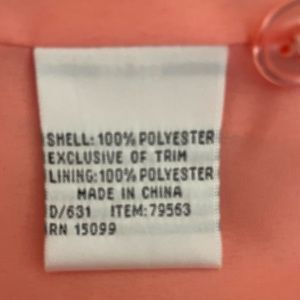 SHELL: 100% POLYESTER
EXCLUSIVE OF TRIM
LINING: 100% POLYESTER
MADE IN CHINA
D/631 ITEM: 79563
RN 15099